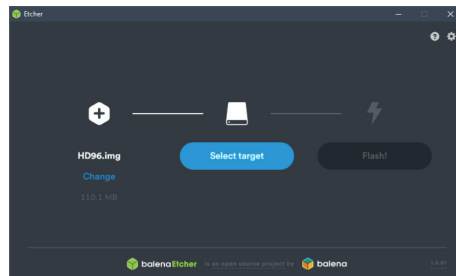 Etcher
HD96.img
Select target
Flash!
Change
110.1 MB
balenaEtcher is an open source project by balena